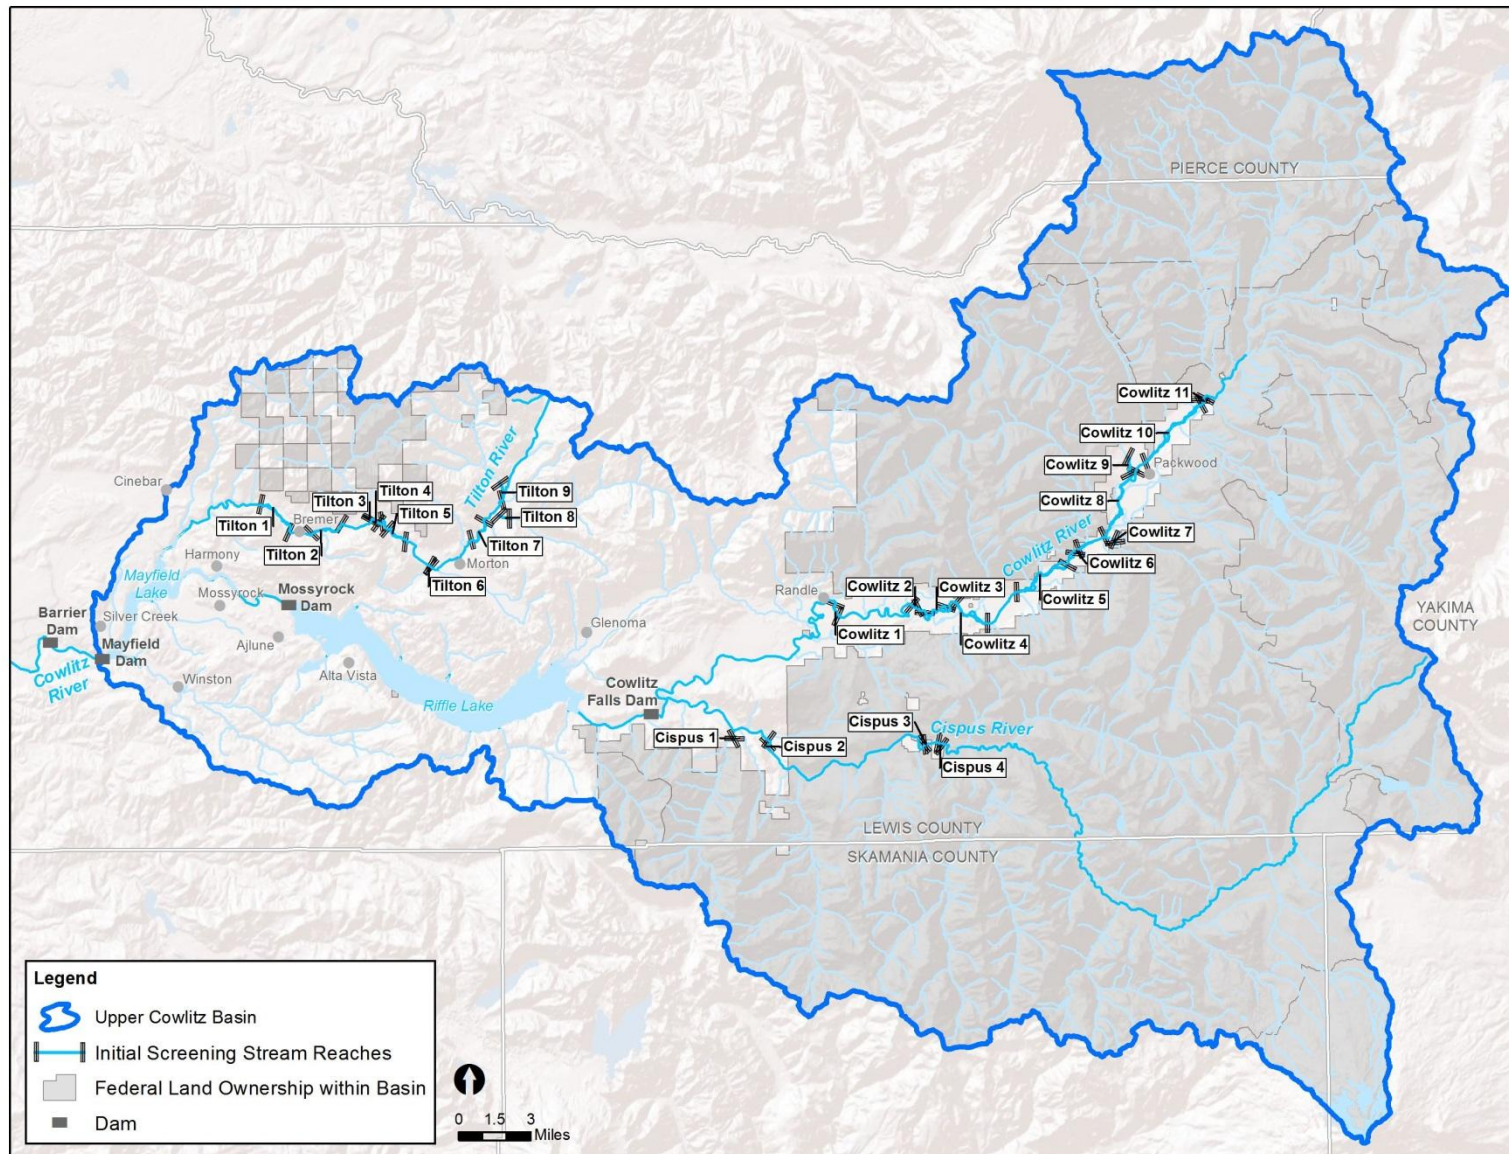 PIERCE COUNTY
Cowlitz 11
Cowlitz 10
Cowlitz 9
Packwood
Cowlitz 8
Cowlitz 7
Cowlitz 6
Cowlitz River
Cowlitz 5
Tilton River
Cinebar
Tilton 3
Tilton 4
Tilton 9
Tilton 1
Bremer
Tilton 5
Tilton 8
Tilton 2
Tilton 7
Harmony
Morton
Tilton 6
Mayfield
Lake
Mossyrock
Mossyrock
Dam
Barrier
Dam
Silver Creek
Mayfield
Dam
Ajlune
Glenoma
Cowlitz
River
Winston
Alta Vista
Riffle Lake
Randle
Cowlitz 2
Cowlitz 3
Cowlitz 1
Cowlitz 4
YAKIMA
COUNTY
Cowlitz
Falls Dam
Cispus 1
Cispus 2
Cispus 3
Cispus River
Cispus 4
LEWIS COUNTY
SKAMANIA COUNTY
Legend
Upper Cowlitz Basin
Initial Screening Stream Reaches
Federal Land Ownership within Basin
Dam
0 1.5 3
Miles